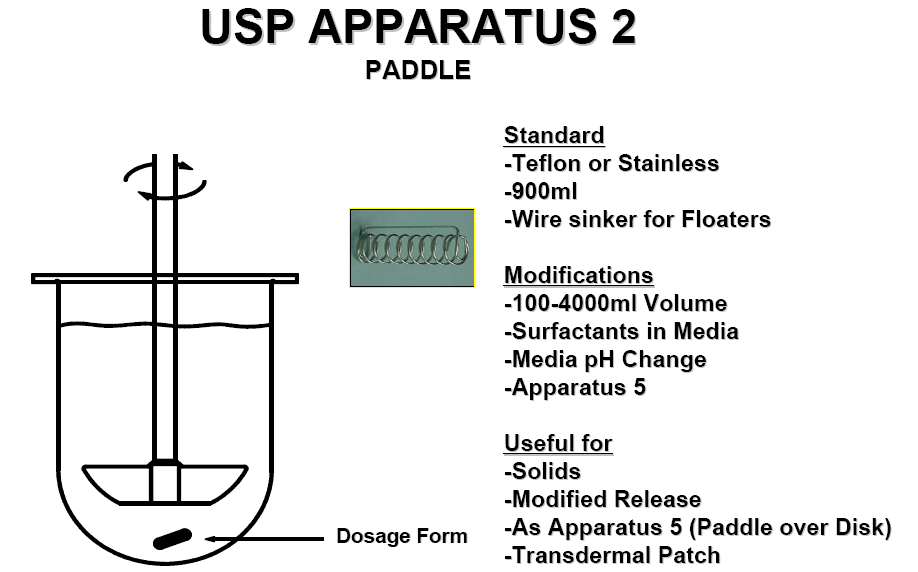 USP APPARATUS 2
PADDLE
Standard
-Teflon or Stainless
-900ml
-Wire sinker for Floaters
Modifications
-100-4000ml Volume
-Surfactants in Media
-Media pH Change
-Apparatus 5
Useful for
-Solids
-Modified Release
-As Apparatus 5 (Paddle over Disk)
-Transdermal Patch
Dosage Form